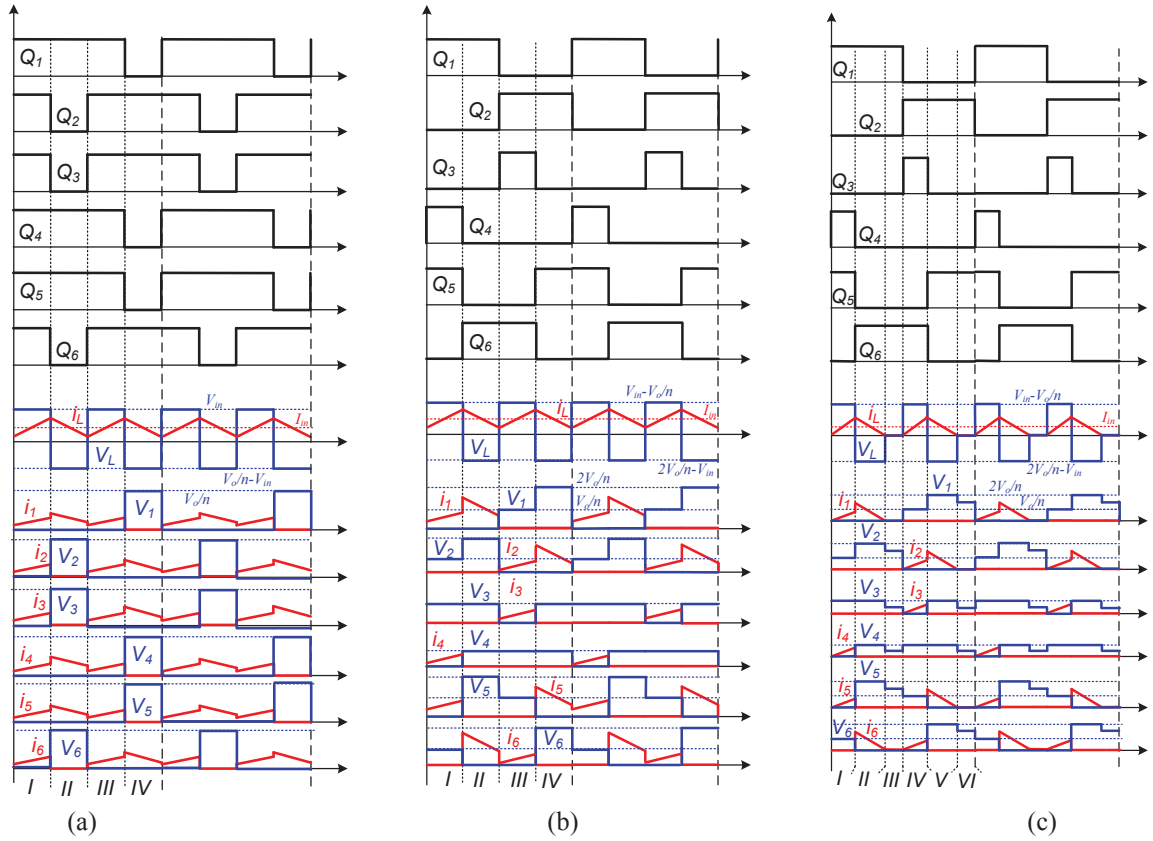 Q1
Q2
Q3
Q4
Q5
Q6
Vin
iL
Iin
VL
Vo/n-Vin
i1
V1
Vo/n
i2
V2
i3
V3
i4
V4
i5
V5
i6
V6
I II III IV
(a)
Q1
Q2
Q3
Q4
Q5
Q6
Vin-Vo/n
iL
Iin
VL
2Vo/n-Vin
i1
V1
2Vo/n
Vo/n
V2
i2
V3
i3
i4
V4
V5
i5
i6
V6
I II III IV
(b)
Q1
Q2
Q3
Q4
Q5
Q6
Vin-Vo/n
iL
Iin
VL
2Vo/n-Vin
i1
V1
2Vo/n
Vo/n
V2
i2
V3
i3
i4
V4
V5
i5
V6
i6
I II III IV V VI
(c)